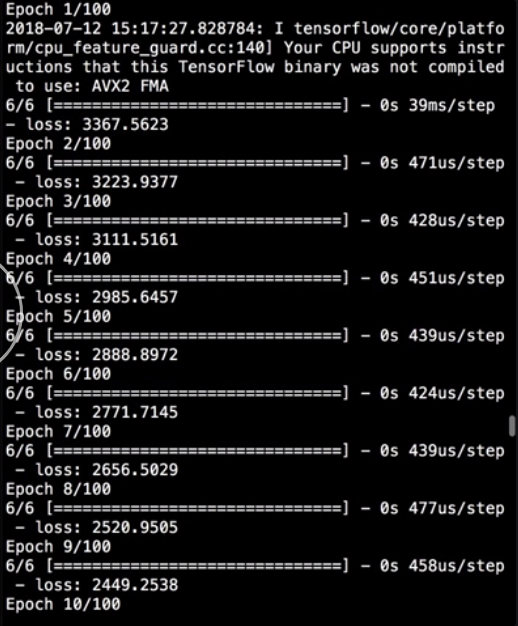 Epoch 1/100
2018-07-12 15:17:27.828784: I tensorflow/core/platfo
rm/cpu_feature_guard.cc:140] Your CPU supports instr
uctions that this TensorFlow binary was not compiled
 to use: AVX2 FMA
6/6 [==============================] - 0s 39ms/step
- loss: 3367.5623
Epoch 2/100
6/6 [==============================] - 0s 471us/step
 - loss: 3223.9377
Epoch 3/100
6/6 [==============================] - 0s 428us/step
 - loss: 3111.5161
Epoch 4/100
6/6 [==============================] - 0s 451us/step
 - loss: 2985.6457
Epoch 5/100
6/6 [==============================] - 0s 439us/step
 - loss: 2888.8972
Epoch 6/100
6/6 [==============================] - 0s 424us/step
 - loss: 2771.7145
Epoch 7/100
6/6 [==============================] - 0s 439us/step
 - loss: 2656.5029
Epoch 8/100
6/6 [==============================] - 0s 477us/step
 - loss: 2520.9505
Epoch 9/100
6/6 [==============================] - 0s 458us/step
 - loss: 2449.2538
Epoch 10/100